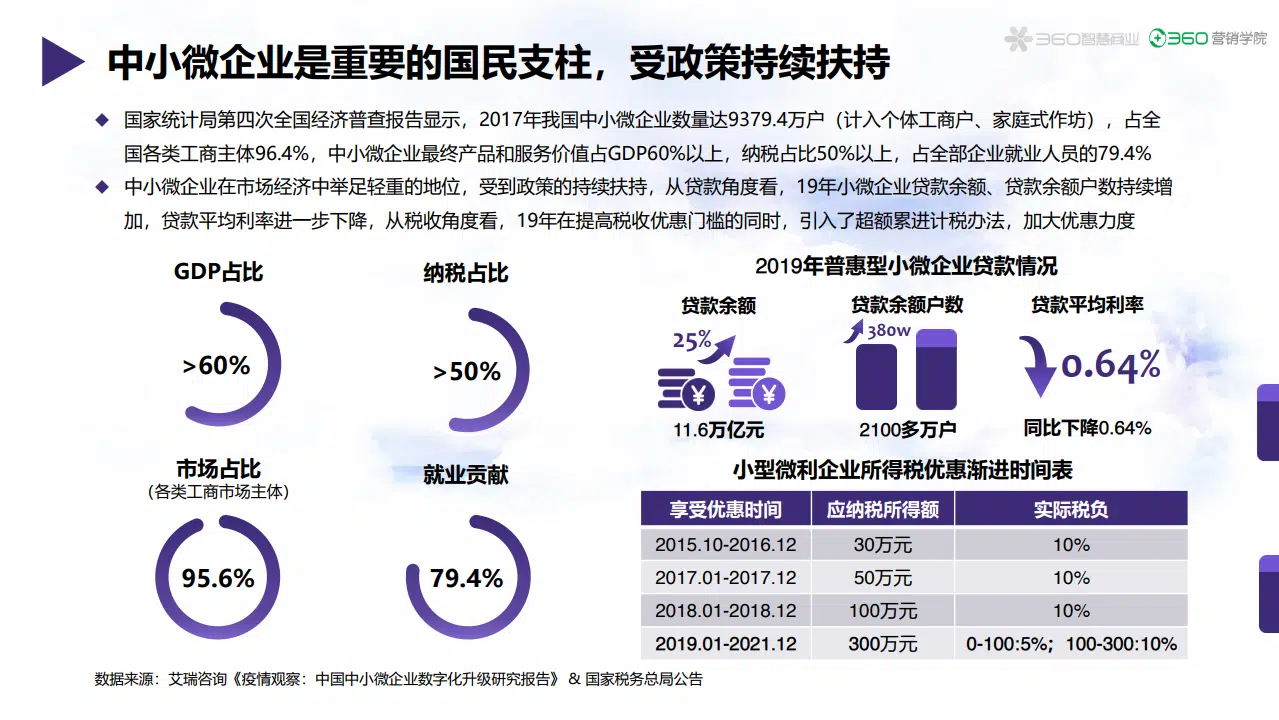 360智慧商业 360营销学院
中小微企业是重要的国民支柱，受政策持续扶持
国家统计局第四次全国经济普查报告显示，2017年我国中小微企业数量达9379.4万户（计入个体工商户、家庭式作坊），占全
国各类工商主体96.4%，中小微企业最终产品和服务价值占GDP60%以上，纳税占比50%以上，占全部企业就业人员的79.4%
中小微企业在市场经济中举足轻重的地位，受到政策的持续扶持，从贷款角度看，19年小微企业贷款余额、贷款余额户数持续增
加，贷款平均利率进一步下降，从税收角度看，19年在提高税收优惠门槛的同时，引入了超额累进计税办法，加大优惠力度
GDP占比
>60%
纳税占比
>50%
市场占比
（各类工商市场主体）
95.6%
就业贡献
79.4%
2019年普惠型小微企业贷款情况
贷款余额
25%
¥ ¥
11.6万亿元
贷款余额户数
380w
2100多万户
贷款平均利率
0.64%
同比下降0.64%
小型微利企业所得税优惠渐进时间表
享受优惠时间 应纳税所得额 实际税负
2015.10-2016.12 30万元 10%
2017.01-2017.12 50万元 10%
2018.01-2018.12 100万元 10%
2019.01-2021.12 300万元 0-100:5%；100-300:10%
数据来源：艾瑞咨询《疫情观察：中国中小微企业数字化升级研究报告》 & 国家税务总局公告